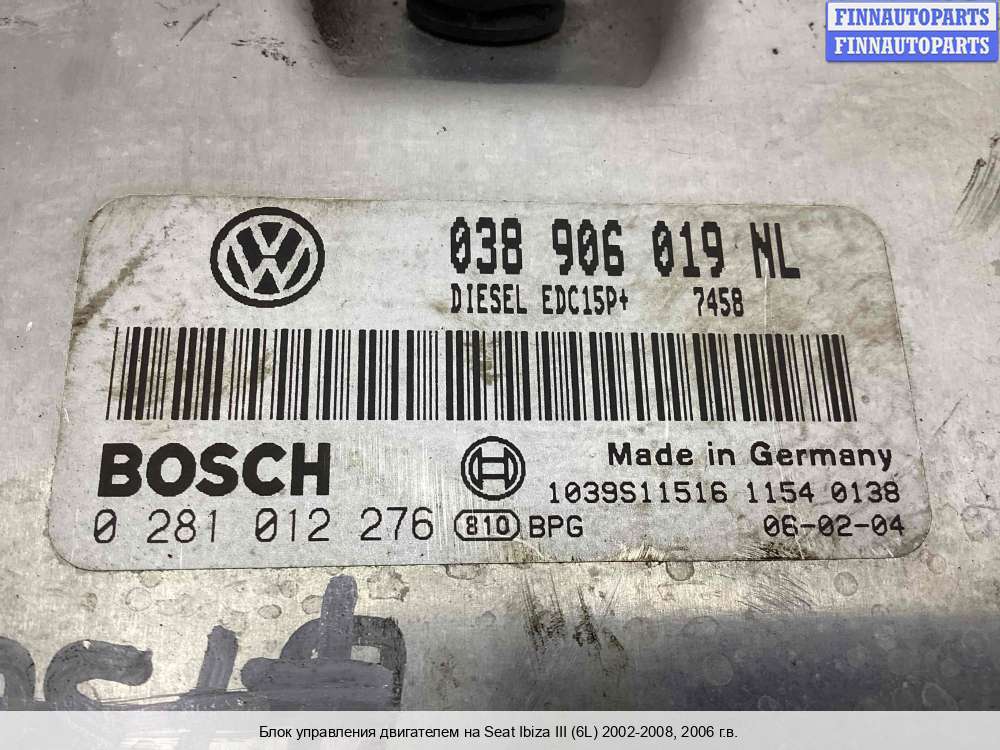 FINNAUTOPARTS
FINNAUTOPARTS
038 906 019 NL
DIESEL EDC15P+ 7458
BOSCH
Made in Germany
1039S11516 1154 0138
0 281 012 276 810 BPG 06-02-04
Блок управления двигателем на Seat Ibiza III (6L) 2002-2008, 2006 г.в.